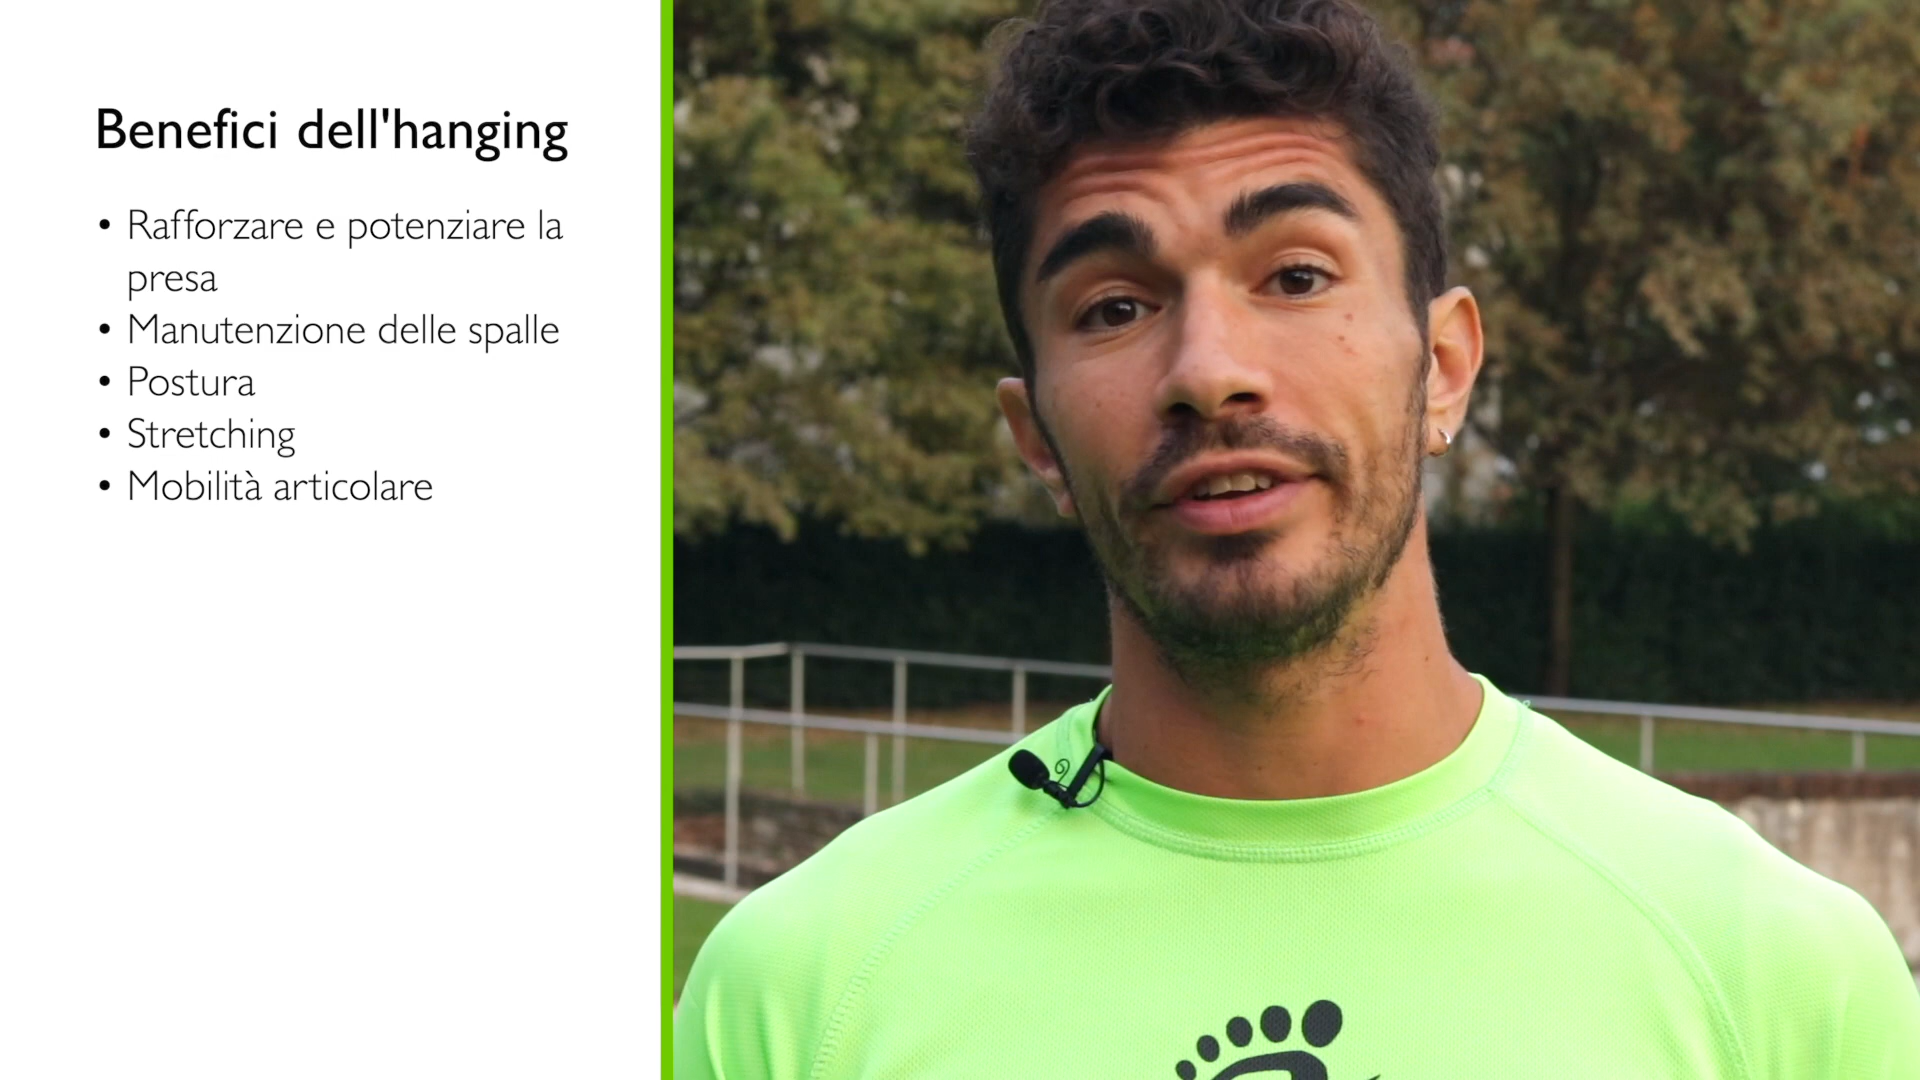 Benefici dell'hanging
• Rafforzare e potenziare la
presa
• Manutenzione delle spalle
• Postura
• Stretching
• Mobilità articolare